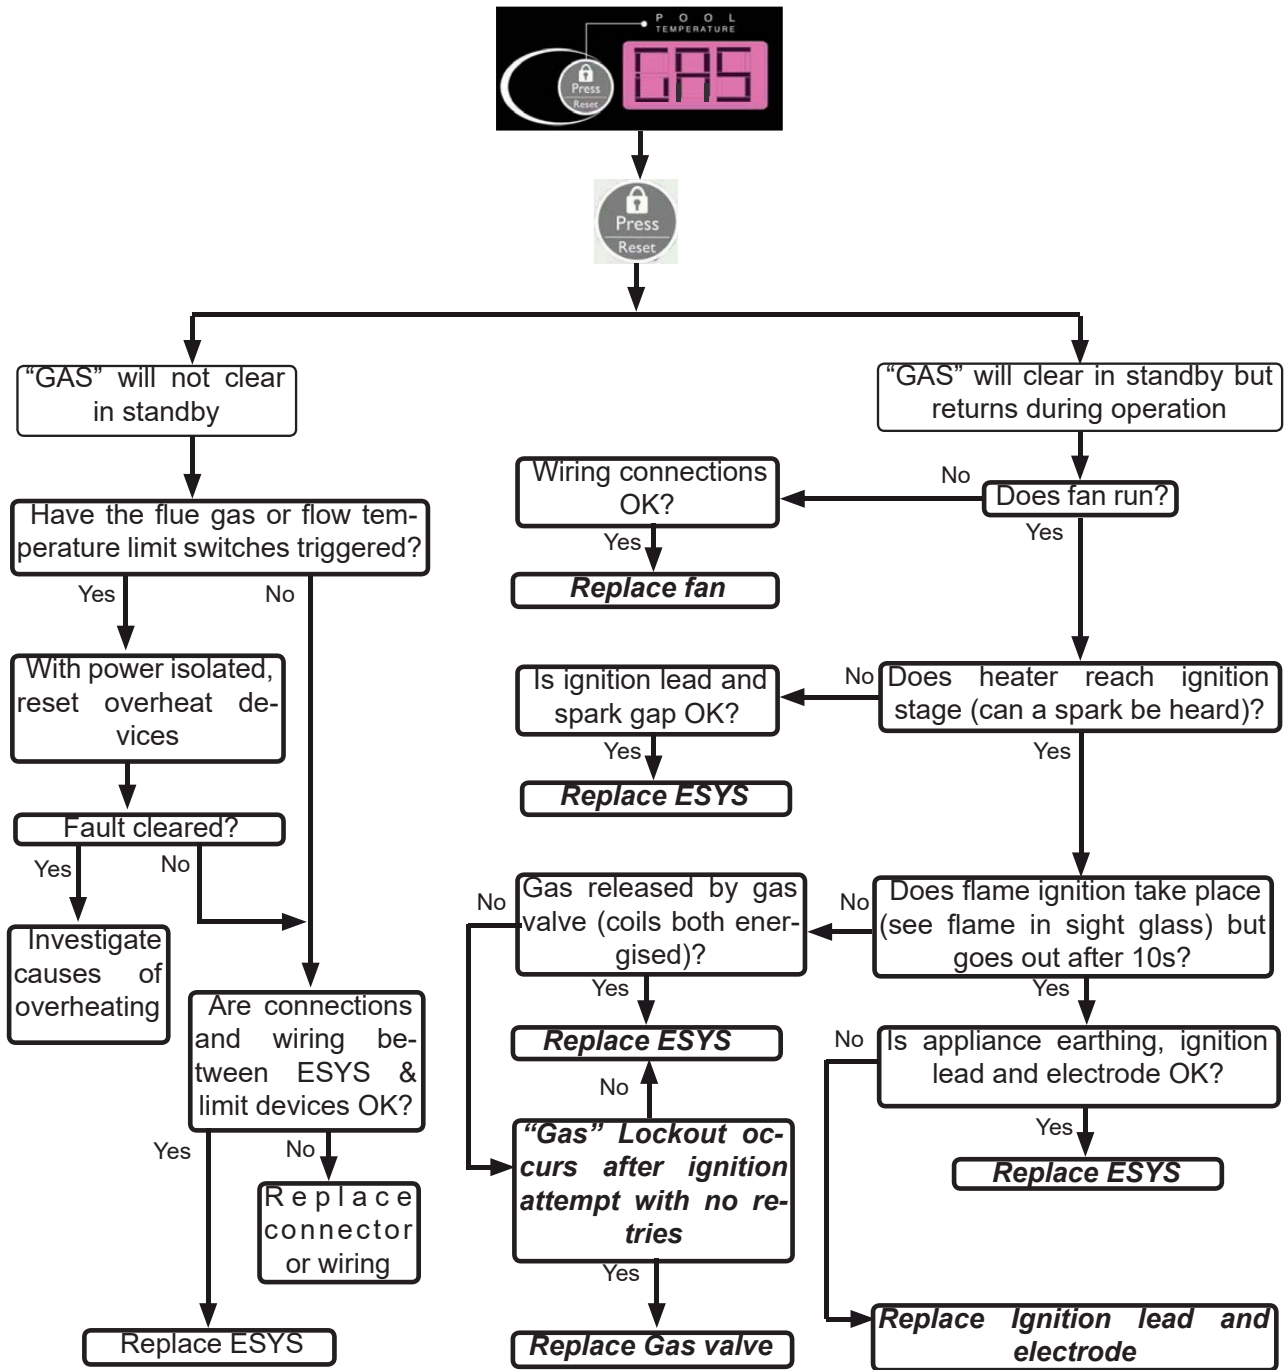 P O O L
TEMPERATURE
Press
Reset
GAS
Press
Reset
“GAS” will not clear
in standby
“GAS” will clear in standby but
returns during operation
Have the flue gas or flow tem-
perature limit switches triggered?
Yes
No
With power isolated,
reset overheat de-
vices
Fault cleared?
Yes
No
Investigate
causes of
overheating
Are connections
and wiring be-
tween ESYS &
limit devices OK?
Yes
No
Replace
connector
or wiring
Replace ESYS
Does fan run?
No
Yes
Wiring connections
OK?
Yes
Replace fan
Does heater reach ignition
stage (can a spark be heard)?
No
Yes
Is ignition lead and
spark gap OK?
Yes
Replace ESYS
Does flame ignition take place
(see flame in sight glass) but
goes out after 10s?
No
Yes
Gas released by gas
valve (coils both ener-
gised)?
No
Yes
Replace ESYS
No
“Gas” Lockout oc-
curs after ignition
attempt with no re-
tries
Yes
Replace Gas valve
Is appliance earthing, ignition
lead and electrode OK?
No
Yes
Replace ESYS
Replace Ignition lead and
electrode